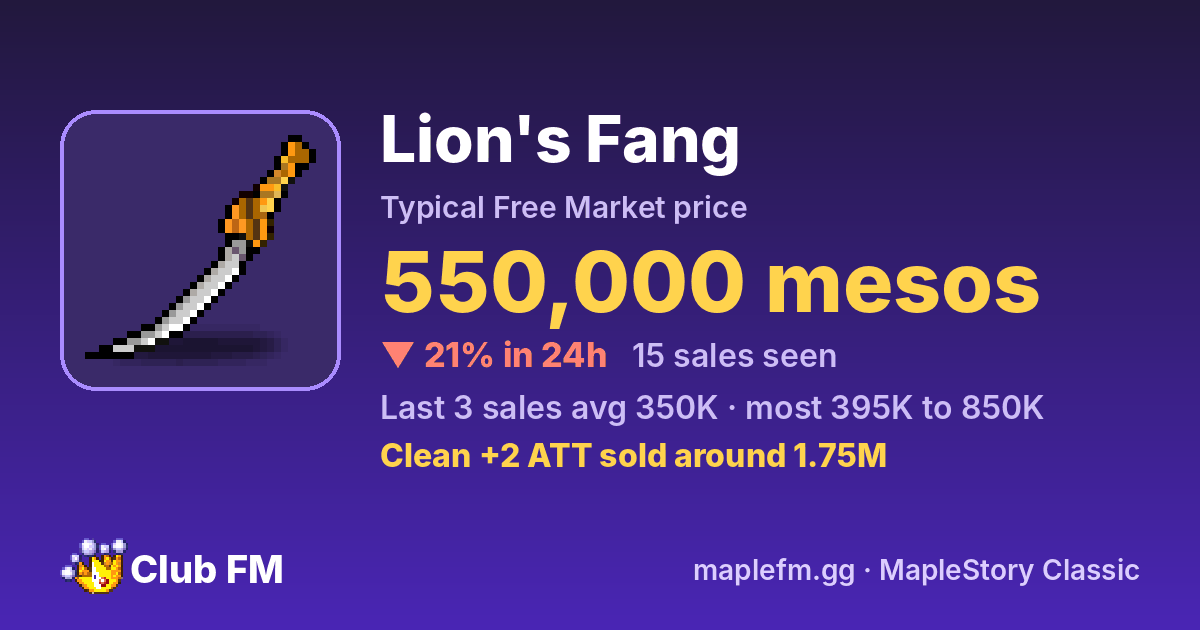 Lion's Fang
Typical Free Market price
550,000 mesos
▼ 21% in 24h 15 sales seen
Last 3 sales avg 350K · most 395K to 850K
Clean +2 ATT sold around 1.75M
Club FM
maplefm.gg · MapleStory Classic